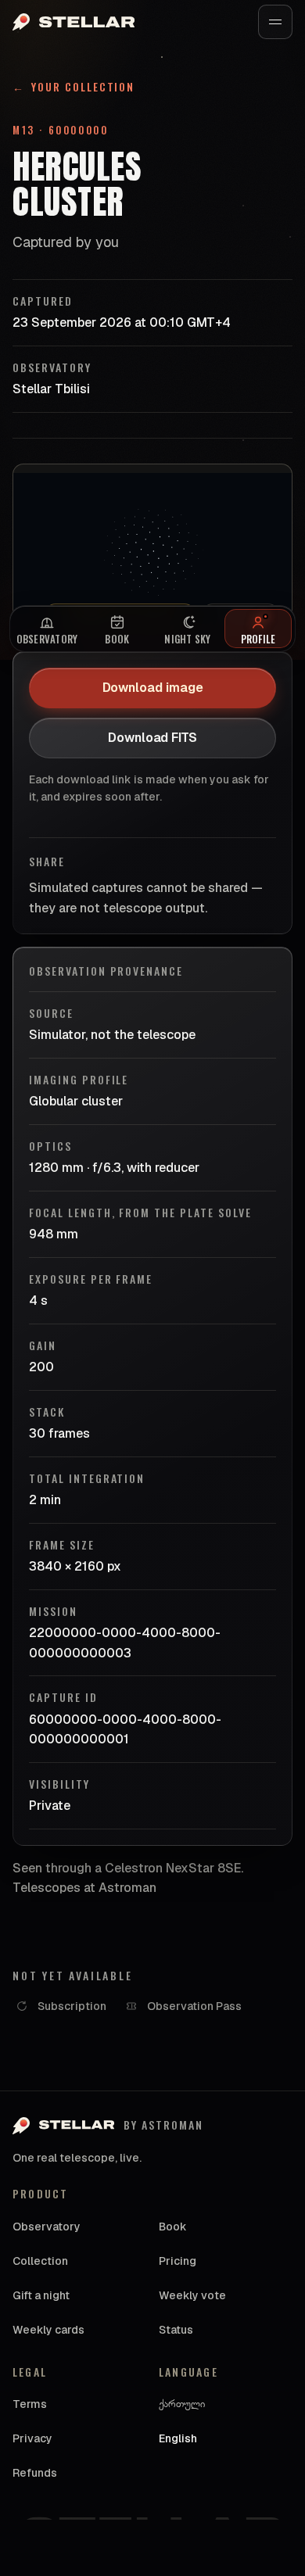 STELLAR
← YOUR COLLECTION
M13 · 60000000
HERCULES
CLUSTER
Captured by you
CAPTURED
23 September 2026 at 00:10 GMT+4
OBSERVATORY
Stellar Tbilisi
OBSERVATORY BOOK NIGHT SKY PROFILE
Download image
Download FITS
Each download link is made when you ask for
it, and expires soon after.
SHARE
Simulated captures cannot be shared —
they are not telescope output.
OBSERVATION PROVENANCE
SOURCE
Simulator, not the telescope
IMAGING PROFILE
Globular cluster
OPTICS
1280 mm · f/6.3, with reducer
FOCAL LENGTH, FROM THE PLATE SOLVE
948 mm
EXPOSURE PER FRAME
4 s
GAIN
200
STACK
30 frames
TOTAL INTEGRATION
2 min
FRAME SIZE
3840 × 2160 px
MISSION
22000000-0000-4000-8000-
000000000003
CAPTURE ID
60000000-0000-4000-8000-
000000000001
VISIBILITY
Private
Seen through a Celestron NexStar 8SE.
Telescopes at Astroman
NOT YET AVAILABLE
Subscription Observation Pass
STELLAR BY ASTROMAN
One real telescope, live.
PRODUCT
Observatory Book
Collection Pricing
Gift a night Weekly vote
Weekly cards Status
LEGAL LANGUAGE
Terms ქართული
Privacy English
Refunds